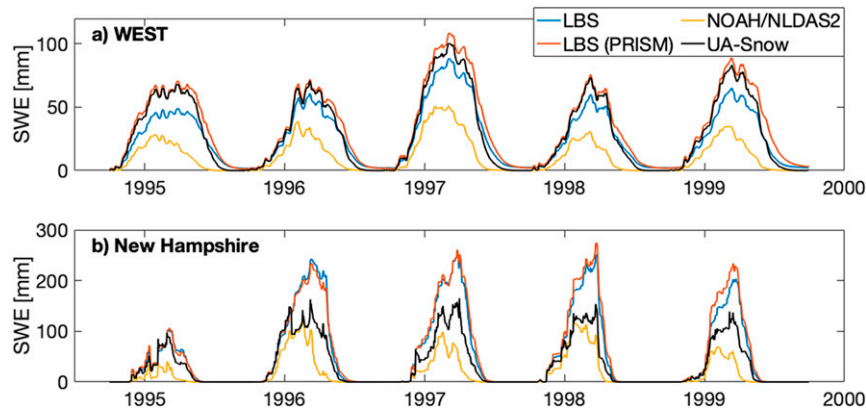 LBS
NOAH/NLDAS2
LBS (PRISM)
UA-Snow
a) WEST
SWE [mm]
100
50
0
1995
1996
1997
1998
1999
2000
b) New Hampshire
SWE [mm]
300
200
100
0
1995
1996
1997
1998
1999
2000